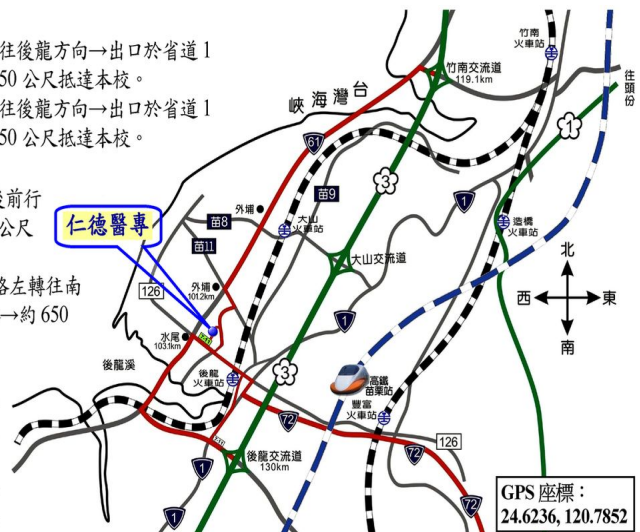 往後龍方向→出口於省道 1
50 公尺抵達本校。
往後龍方向→出口於省道 1
50 公尺抵達本校。
後前行
公尺
路左轉往南
→約 650
仁德醫專
台灣海峽
竹南
火車站
竹南交流道
119.1km
往頭份
61
1
3
苗9
1
外埔
苗8
大山
火車站
造橋
火車站
苗11
大山交流道
北
西
東
南
126
外埔
101.2km
1
水尾
103.1km
後龍溪
後龍
火車站
3
高鐵
苗栗站
豐富
火車站
72
126
72
後龍交流道
130km
1
72
1
GPS 座標：
24.6236, 120.7852